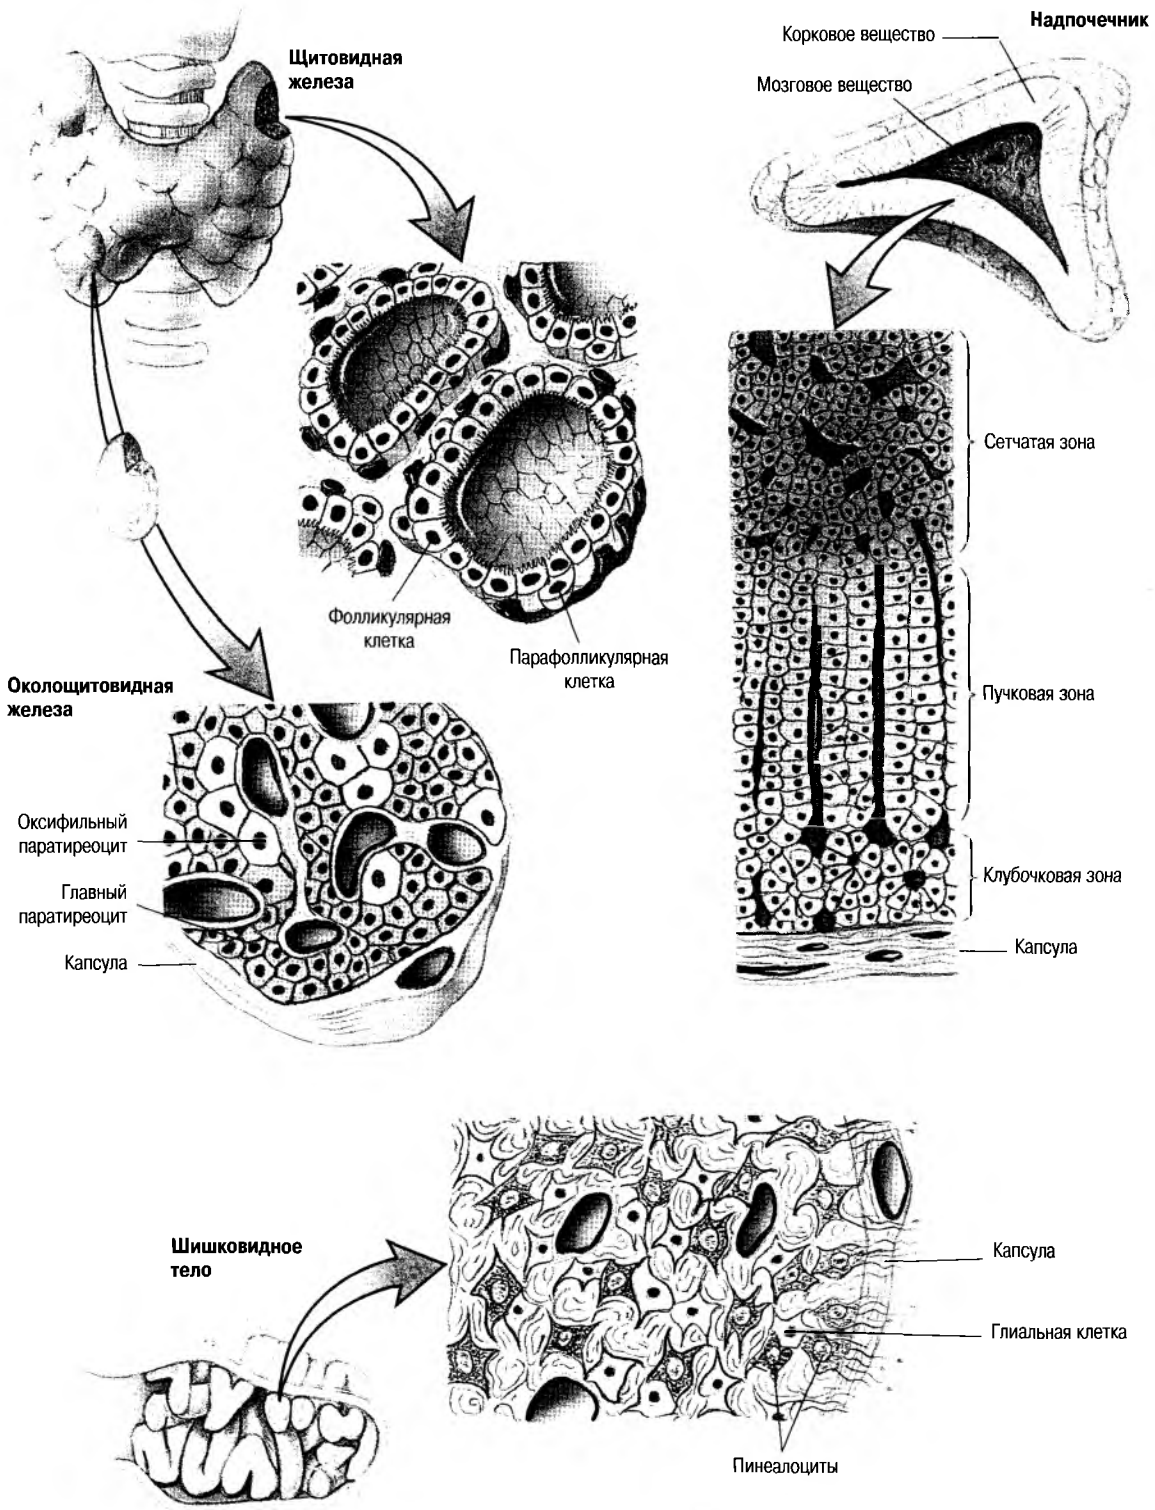 Надпочечник
Корковое вещество
Мозговое вещество
Щитовидная
железа
Сетчатая зона
Фолликулярная
клетка
Парафолликулярная
клетка
Околощитовидная
железа
Пучковая зона
Оксифильный
паратиреоцит
Главный
паратиреоцит
Капсула
Клубочковая зона
Капсула
Шишковидное
тело
Капсула
Глиальная клетка
Пинеалоциты